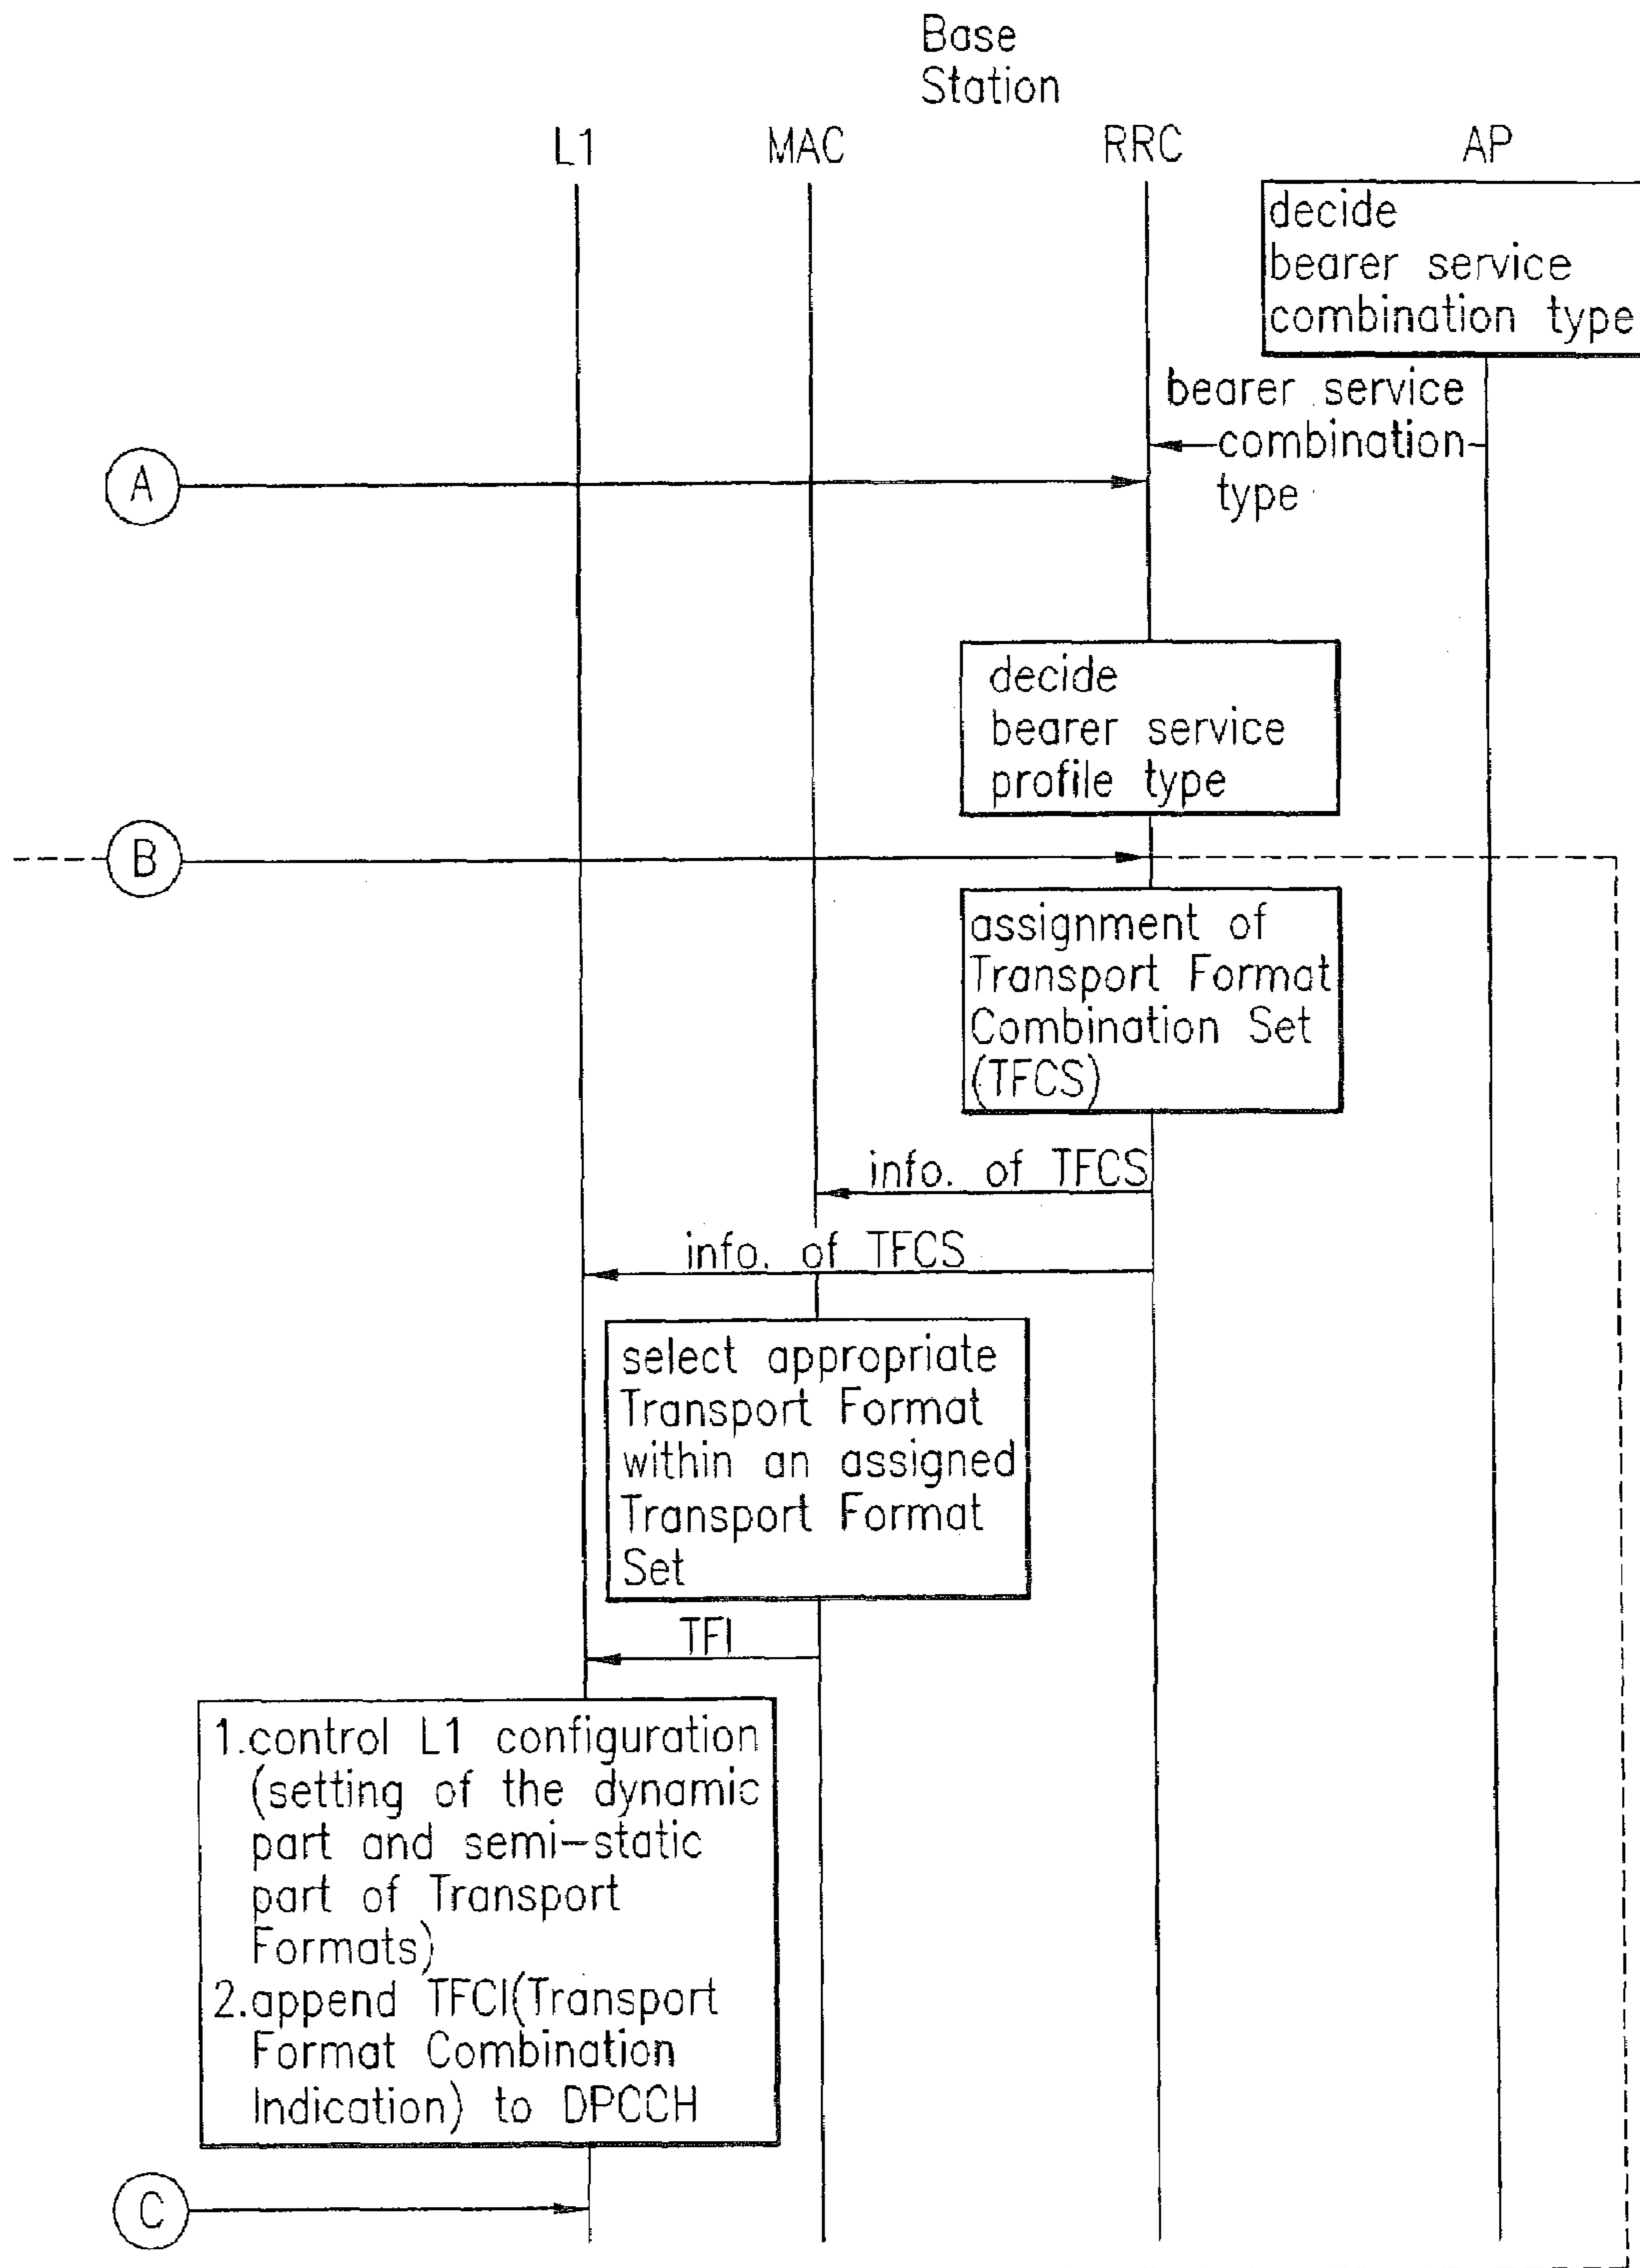 Base
Station
L1 MAC RRC AP
decide
bearer service
combination type
bearer service
combination
type
A
decide
bearer service
profile type
B
assignment of
Transport Format
Combination Set
(TFCS)
info. of TFCS
info. of TFCS
select appropriate
Transport Format
within an assigned
Transport Format
Set
TFI
1.control L1 configuration
(setting of the dynamic
part and semi-static
part of Transport
Formats)
2.append TFCI(Transport
Format Combination
Indication) to DPCCH
C